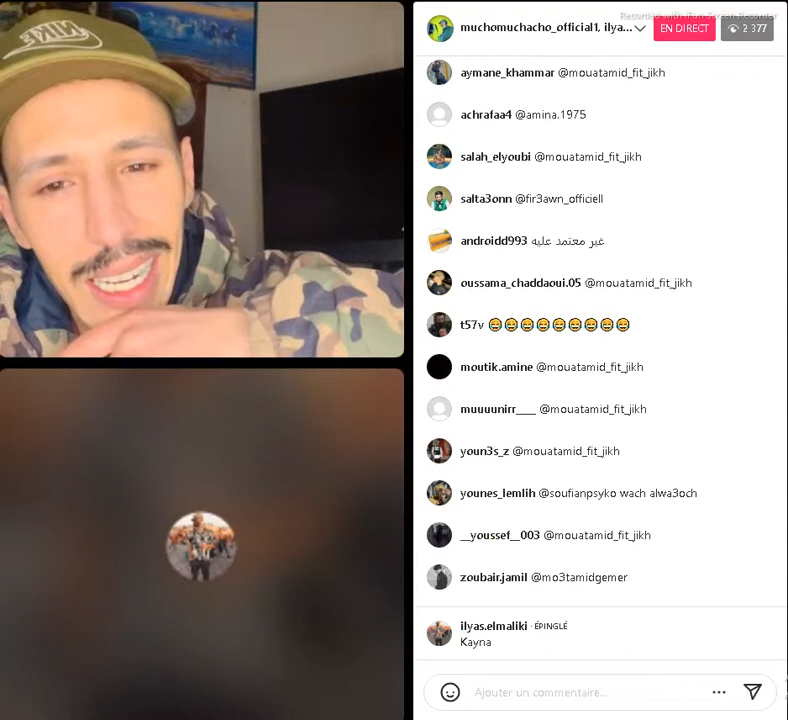 NIKE
Recorded with iFun Screen Recorder
muchomuchacho_official1, ilya...
EN DIRECT
2 377
aymane_khammar @mouatamid_fit_jikh
achrafaa4 @amina.1975
salah_elyoubi @mouatamid_fit_jikh
salta3onn @fir3awn_officiell
androidd993 غير معتمد عليه
oussama_chaddaoui.05 @mouatamid_fit_jikh
t57v 😂😂😂😂😂😂😂😂😂
moutik.amine @mouatamid_fit_jikh
muuuunirr____ @mouatamid_fit_jikh
youn3s_z @mouatamid_fit_jikh
younes_lemlih @soufianpsyko wach alwa3och
__youssef__003 @mouatamid_fit_jikh
zoubair.jamil @mo3tamidgemer
ilyas.elmaliki · ÉPINGLÉ
Kayna
Ajouter un commentaire...